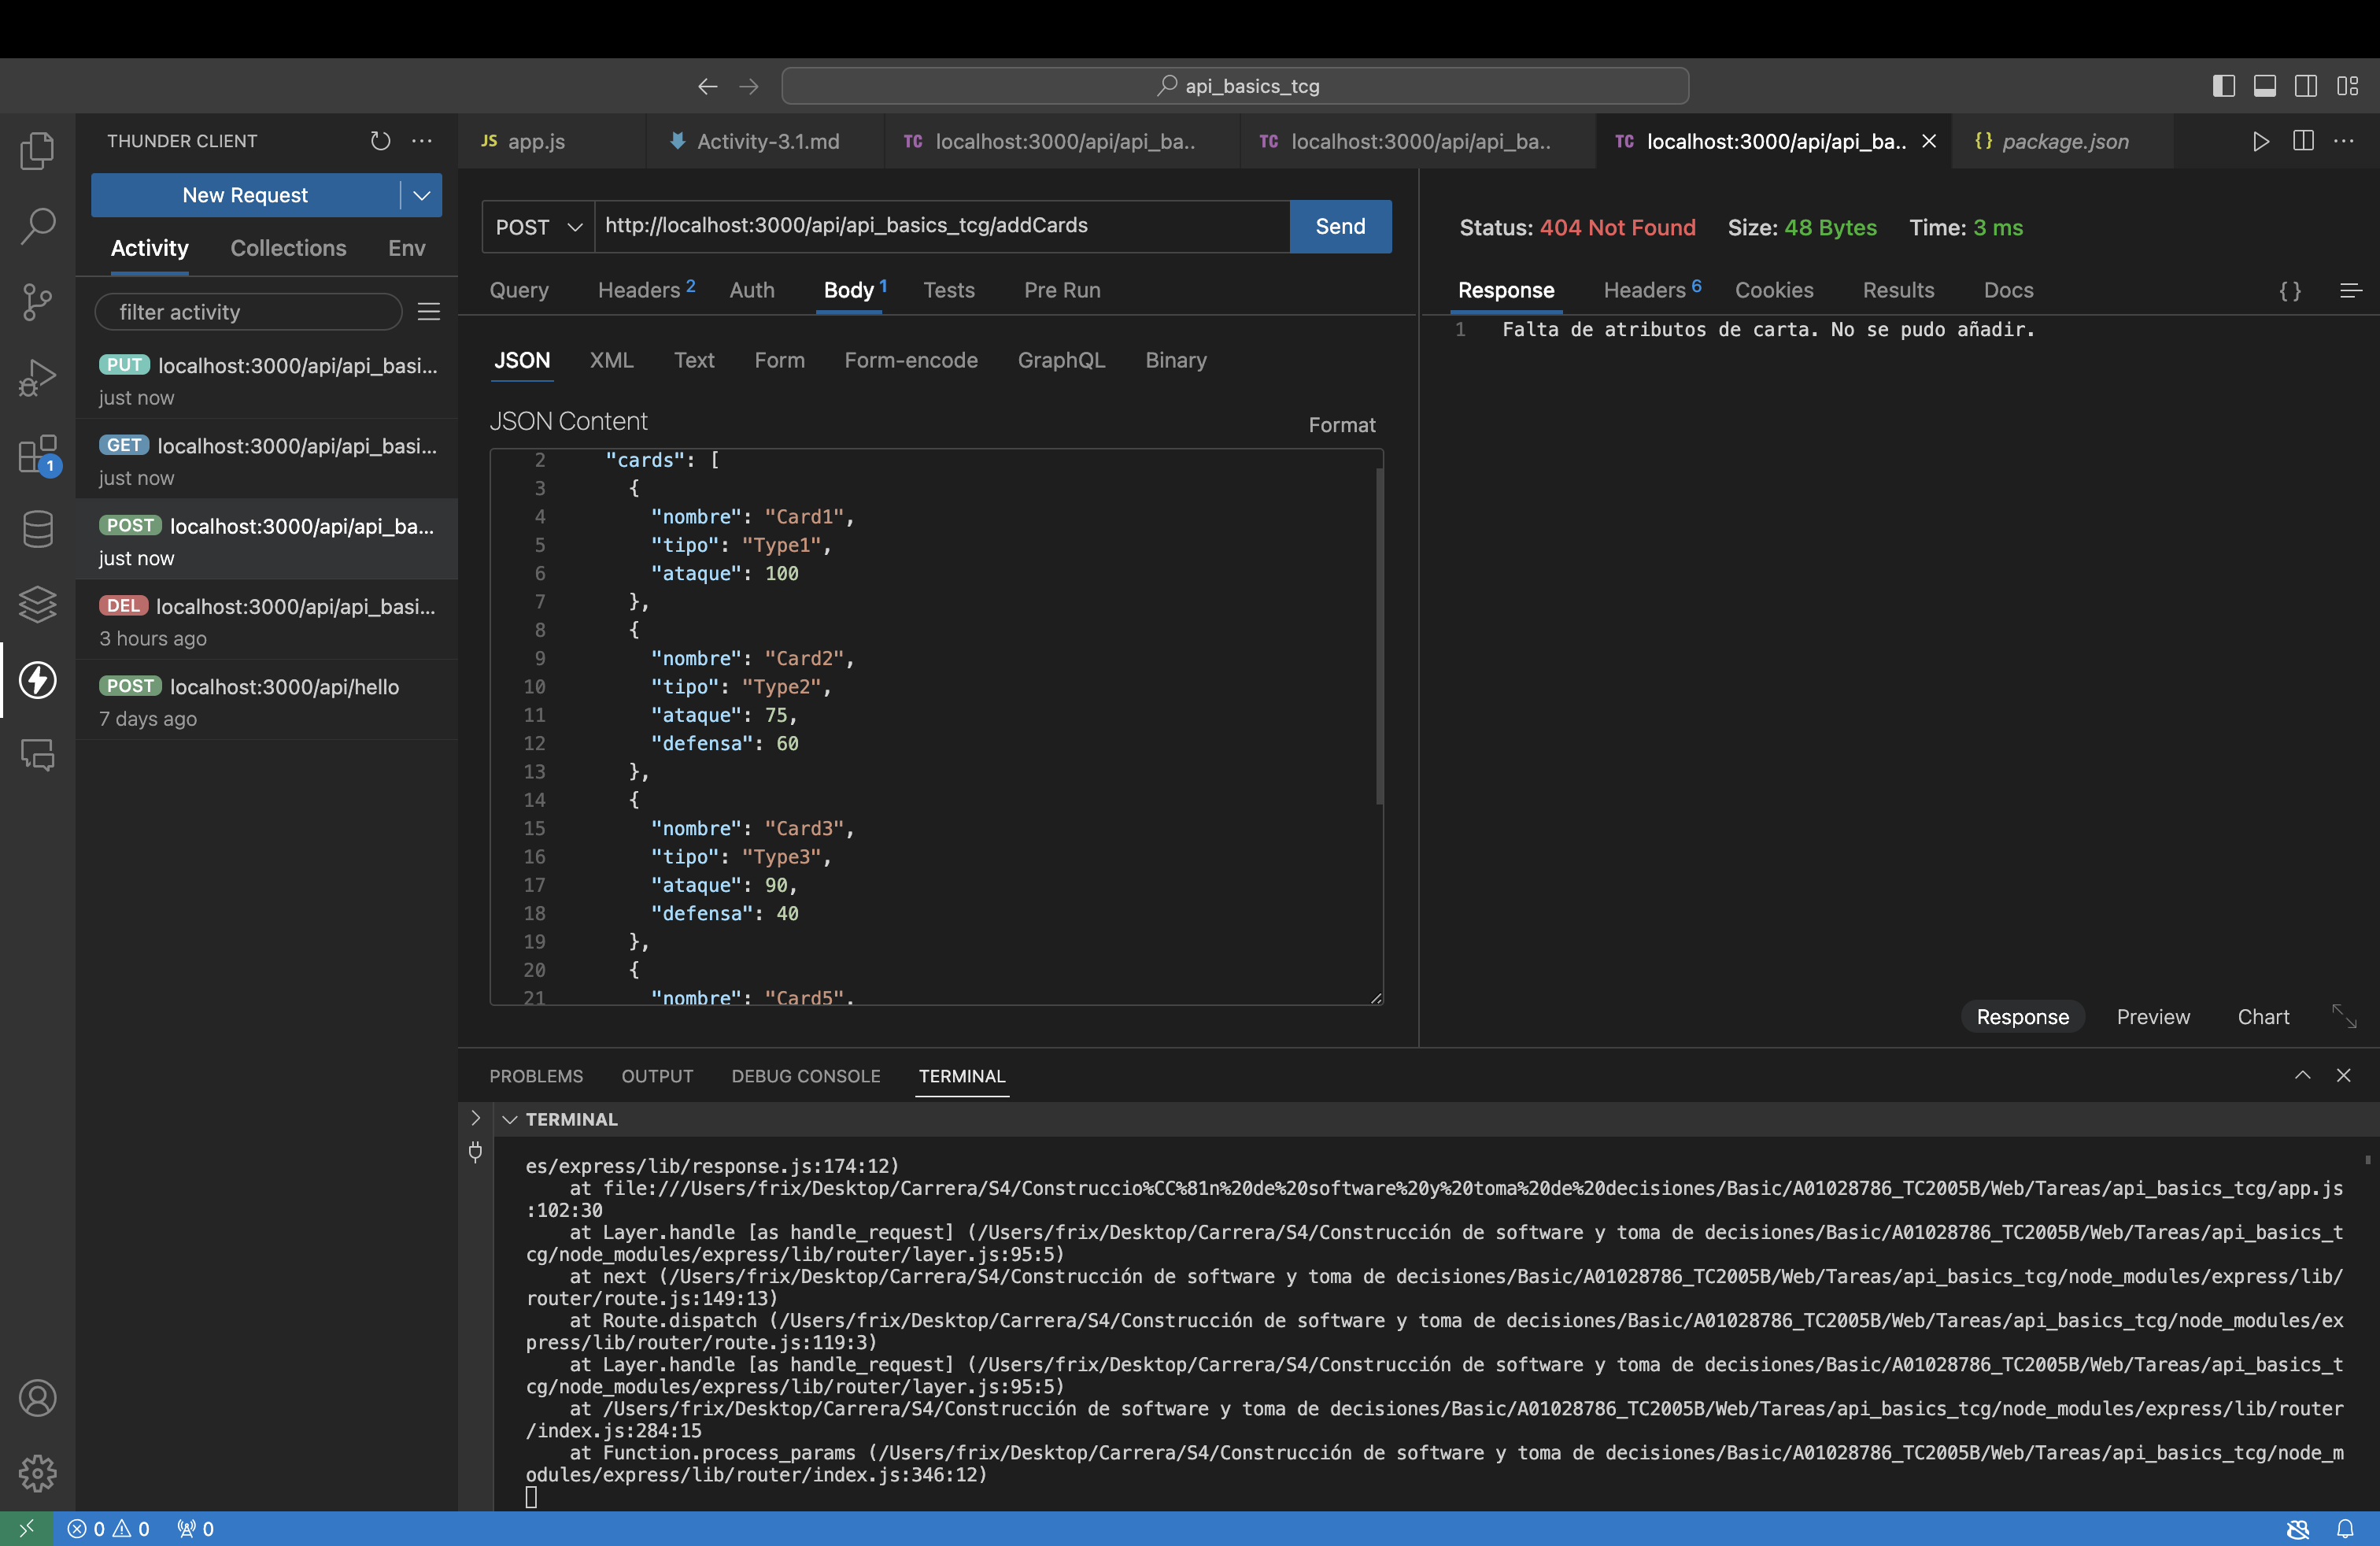 api_basics_tcg
THUNDER CLIENT
New Request
Activity Collections Env
filter activity
PUT localhost:3000/api/api_basi...
just now
GET localhost:3000/api/api_basi...
just now
POST localhost:3000/api/api_ba...
just now
DEL localhost:3000/api/api_basi...
3 hours ago
POST localhost:3000/api/hello
7 days ago
1
JS app.js
Activity-3.1.md
TC localhost:3000/api/api_ba..
TC localhost:3000/api/api_ba...
TC localhost:3000/api/api_ba..
{} package.json
POST http://localhost:3000/api/api_basics_tcg/addCards Send
Query Headers 2 Auth Body 1 Tests Pre Run
JSON XML Text Form Form-encode GraphQL Binary
JSON Content Format
2 "cards": [
3 {
4 "nombre": "Card1",
5 "tipo": "Type1",
6 "ataque": 100
7 },
8 {
9 "nombre": "Card2",
10 "tipo": "Type2",
11 "ataque": 75,
12 "defensa": 60
13 },
14 {
15 "nombre": "Card3",
16 "tipo": "Type3",
17 "ataque": 90,
18 "defensa": 40
19 },
20 {
21 "nombre": "Card5",
Status: 404 Not Found Size: 48 Bytes Time: 3 ms
Response Headers 6 Cookies Results Docs { }
1 Falta de atributos de carta. No se pudo añadir.
Response Preview Chart
PROBLEMS OUTPUT DEBUG CONSOLE TERMINAL
TERMINAL
es/express/lib/response.js:174:12)
at file:///Users/frix/Desktop/Carrera/S4/Construccio%CC%81n%20de%20software%20y%20toma%20de%20decisiones/Basic/A01028786_TC2005B/Web/Tareas/api_basics_tcg/app.js
:102:30
at Layer.handle [as handle_request] (/Users/frix/Desktop/Carrera/S4/Construcción de software y toma de decisiones/Basic/A01028786_TC2005B/Web/Tareas/api_basics_t
cg/node_modules/express/lib/router/layer.js:95:5)
at next (/Users/frix/Desktop/Carrera/S4/Construcción de software y toma de decisiones/Basic/A01028786_TC2005B/Web/Tareas/api_basics_tcg/node_modules/express/lib/
router/route.js:149:13)
at Route.dispatch (/Users/frix/Desktop/Carrera/S4/Construcción de software y toma de decisiones/Basic/A01028786_TC2005B/Web/Tareas/api_basics_tcg/node_modules/ex
press/lib/router/route.js:119:3)
at Layer.handle [as handle_request] (/Users/frix/Desktop/Carrera/S4/Construcción de software y toma de decisiones/Basic/A01028786_TC2005B/Web/Tareas/api_basics_t
cg/node_modules/express/lib/router/layer.js:95:5)
at /Users/frix/Desktop/Carrera/S4/Construcción de software y toma de decisiones/Basic/A01028786_TC2005B/Web/Tareas/api_basics_tcg/node_modules/express/lib/router
/index.js:284:15
at Function.process_params (/Users/frix/Desktop/Carrera/S4/Construcción de software y toma de decisiones/Basic/A01028786_TC2005B/Web/Tareas/api_basics_tcg/node_m
odules/express/lib/router/index.js:346:12)
0 0 0